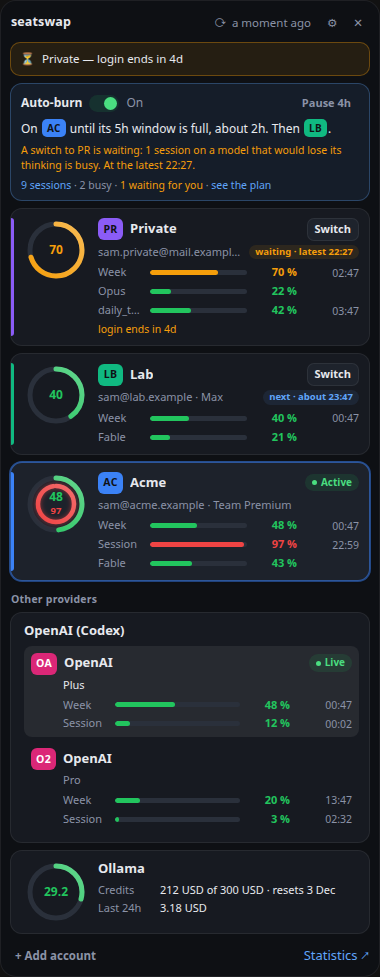 seatswap
a moment ago
Private — login ends in 4d
Auto-burn On Pause 4h
On AC until its 5h window is full, about 2h. Then LB.
A switch to PR is waiting: 1 session on a model that would lose its
thinking is busy. At the latest 22:27.
9 sessions · 2 busy · 1 waiting for you · see the plan
70
PR Private Switch
sam.private@mail.exampl... waiting · latest 22:27
Week 70 % 02:47
Opus 22 %
daily_t... 42 % 03:47
login ends in 4d
40
LB Lab Switch
sam@lab.example · Max next · about 23:47
Week 40 % 00:47
Fable 21 %
48
97
AC Acme Active
sam@acme.example · Team Premium
Week 48 % 00:47
Session 97 % 22:59
Fable 43 %
Other providers
OpenAI (Codex)
OA OpenAI Live
Plus
Week 48 % 00:47
Session 12 % 00:02
O2 OpenAI
Pro
Week 20 % 13:47
Session 3 % 02:32
29.2
Ollama
Credits 212 USD of 300 USD · resets 3 Dec
Last 24h 3.18 USD
+ Add account Statistics ↗